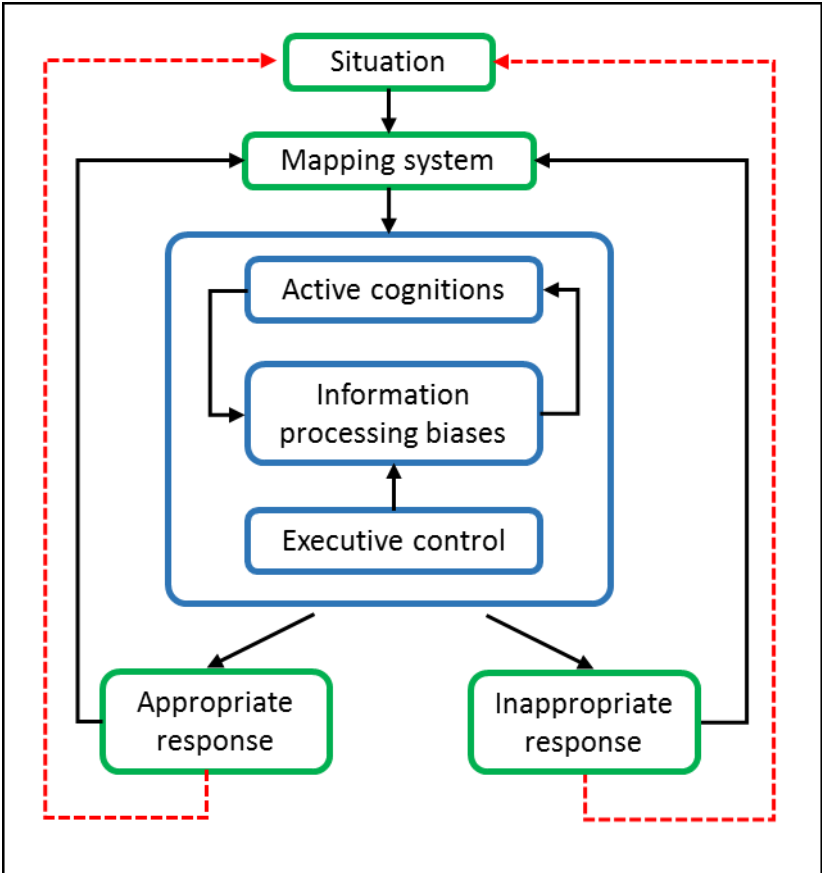 Situation
Mapping system
Active cognitions
Information
processing biases
Executive control
Appropriate
response
Inappropriate
response